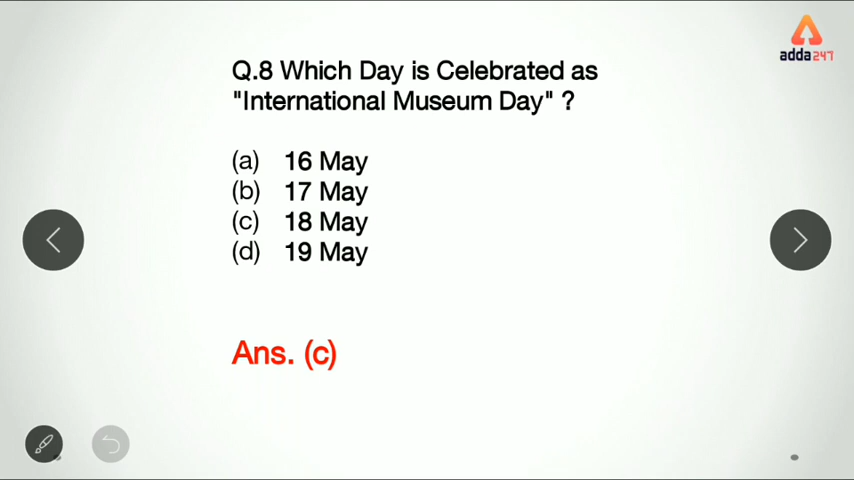 adda247
Q.8 Which Day is Celebrated as
"International Museum Day" ?
(a) 16 May
(b) 17 May
(c) 18 May
(d) 19 May
Ans. (c)